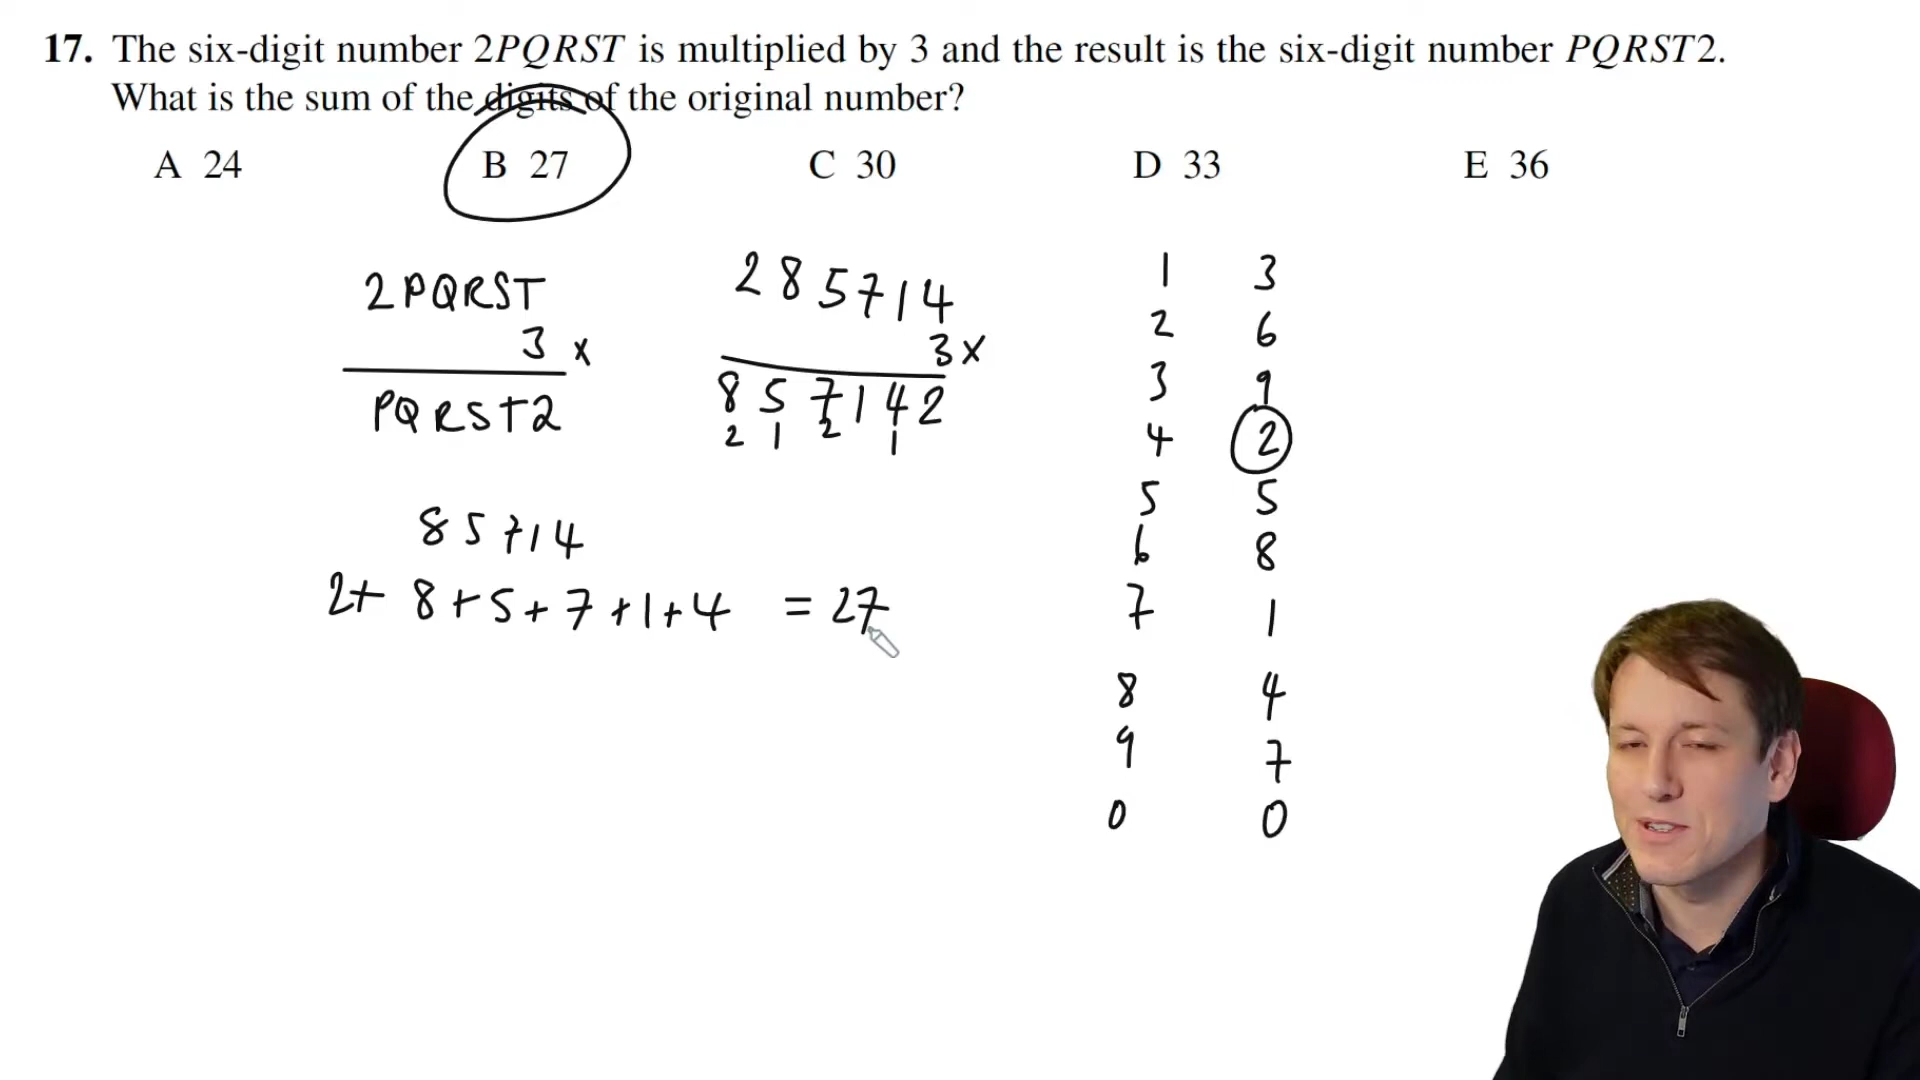 17. The six-digit number 2PQRST is multiplied by 3 and the result is the six-digit number PQRST2.
What is the sum of the digits of the original number?
A 24 B 27 C 30 D 33 E 36
2PQRST
3 x
PQRST2
285714
3x
857142
2 1 2 1
85714
2+ 8+5+7+1+4 = 27
1 3
2 6
3 9
4 2
5 5
6 8
7 1
8 4
9 7
0 0